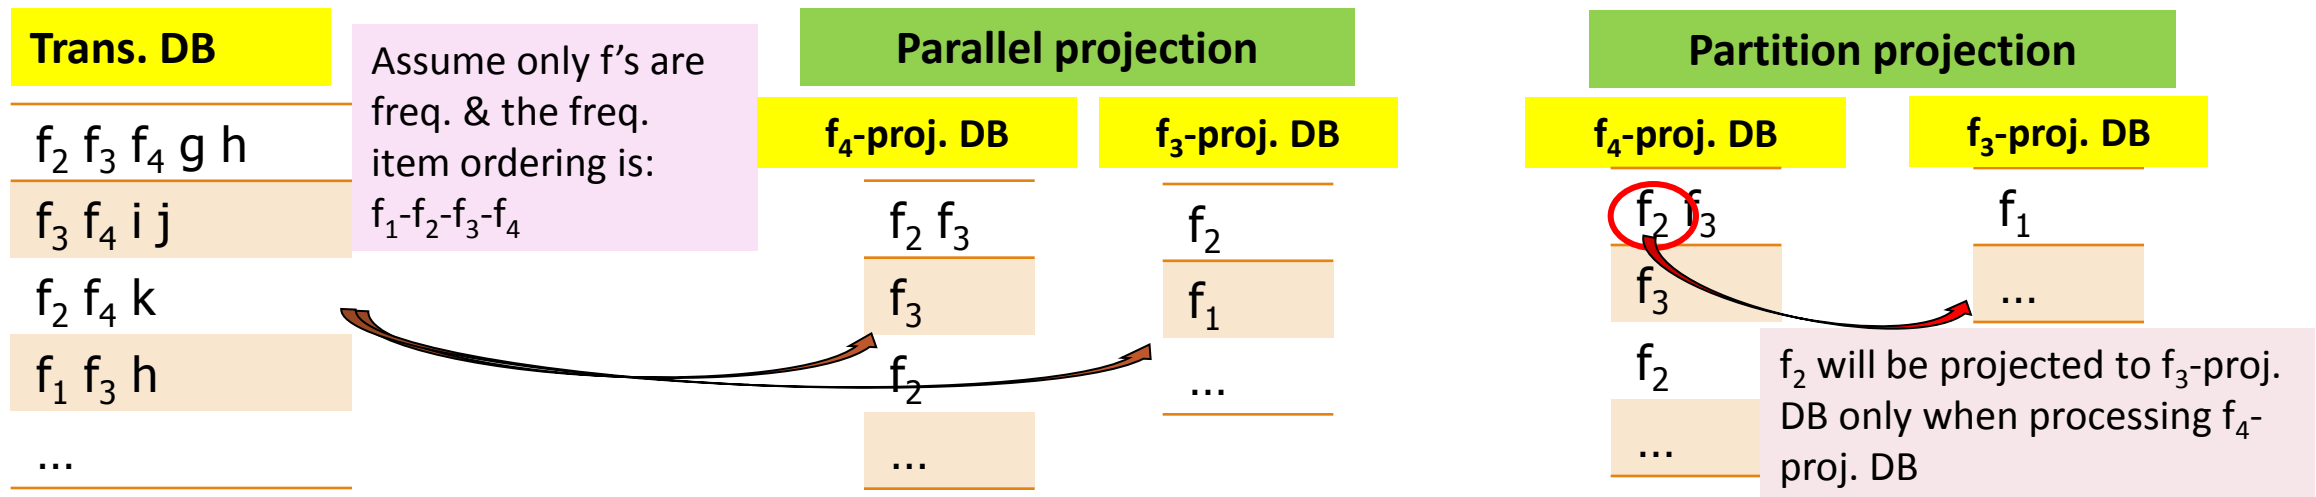 Trans. DB
f₂ f₃ f₄ g h
f₃ f₄ i j
f₂ f₄ k
f₁ f₃ h
...
Assume only f’s are
freq. & the freq.
item ordering is:
f₁-f₂-f₃-f₄
Parallel projection
f₄-proj. DB
f₂ f₃
f₃
f₂
...
f₃-proj. DB
f₂
f₁
...
Partition projection
f₄-proj. DB
f₂ f₃
f₃
f₂
...
f₃-proj. DB
f₁
...
f₂ will be projected to f₃-proj.
DB only when processing f₄-
proj. DB